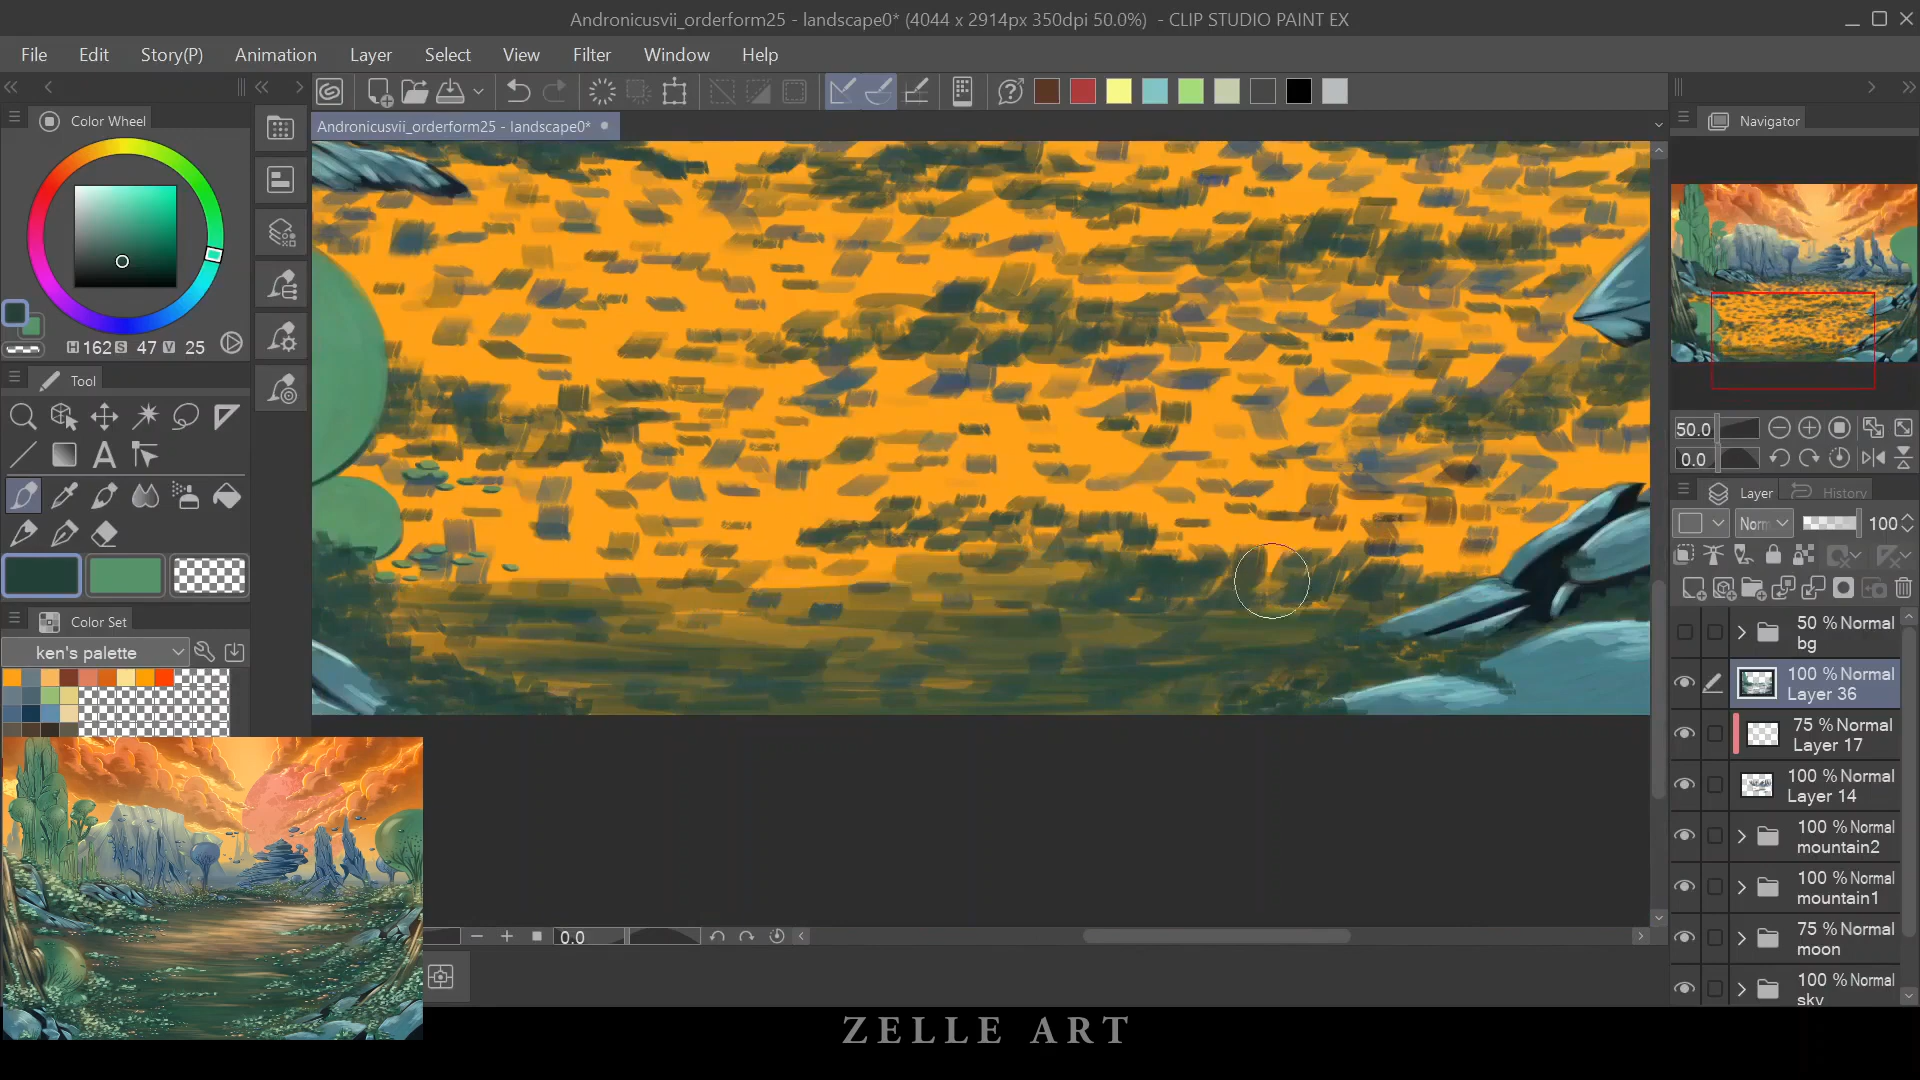 Andronicusvii_orderform25 - landscape0* (4044 x 2914px 350dpi 50.0%) - CLIP STUDIO PAINT EX
File Edit Story(P) Animation Layer Select View Filter Window Help
Andronicusvii_orderform25 - landscape0*
Color Wheel
H 162 S 47 V 25
Tool
Color Set
ken's palette
0.0
Navigator
50.0
0.0
Layer History
Norm 100
50 % Normal
bg
100 % Normal
Layer 36
75 % Normal
Layer 17
100 % Normal
Layer 14
100 % Normal
mountain2
100 % Normal
mountain1
75 % Normal
moon
100 % Normal
sky
ZELLE ART